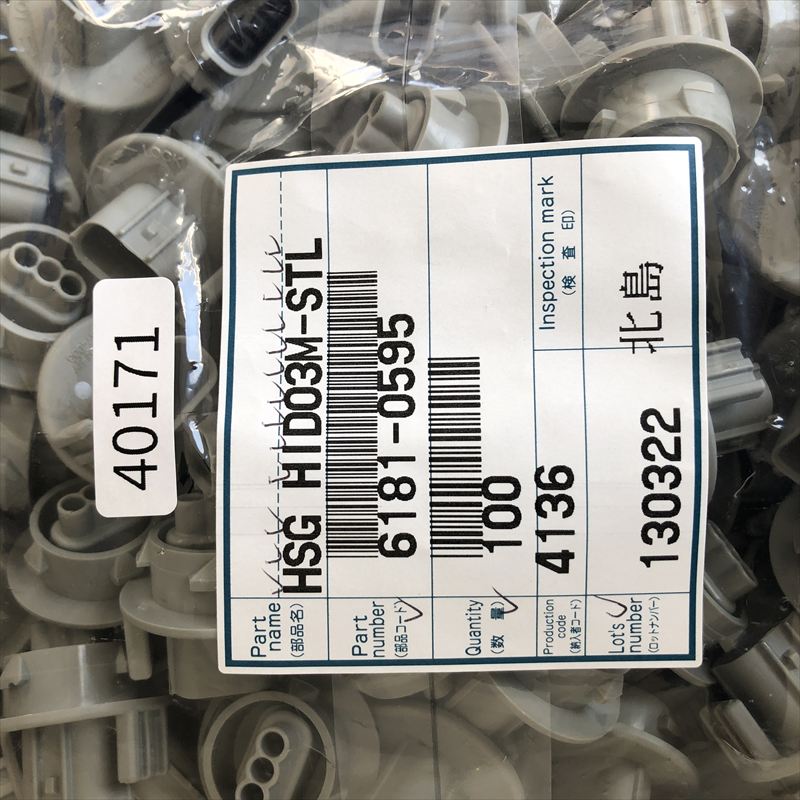 40171
Part name
(部品名)
HSG HID03M-STL
Part number
(部品コード)
6181-0595
Quantity
(数 量)
100
Production code
(納入者コード)
4136
Inspection mark
(検 査 印)
Lot's number
(ロットナンバー)
130322
北島